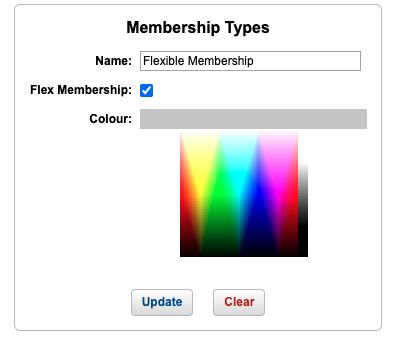 Membership Types
Name: Flexible Membership
Flex Membership:
Colour:
Update Clear